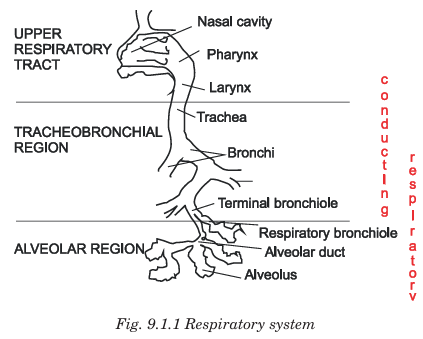 Nasal cavity
UPPER
RESPIRATORY
TRACT
Pharynx
Larynx
Trachea
TRACHEOBRONCHIAL
REGION
Bronchi
Terminal bronchiole
Respiratory bronchiole
ALVEOLAR REGION
Alveolar duct
Alveolus
conducting
respiratory
Fig. 9.1.1 Respiratory system